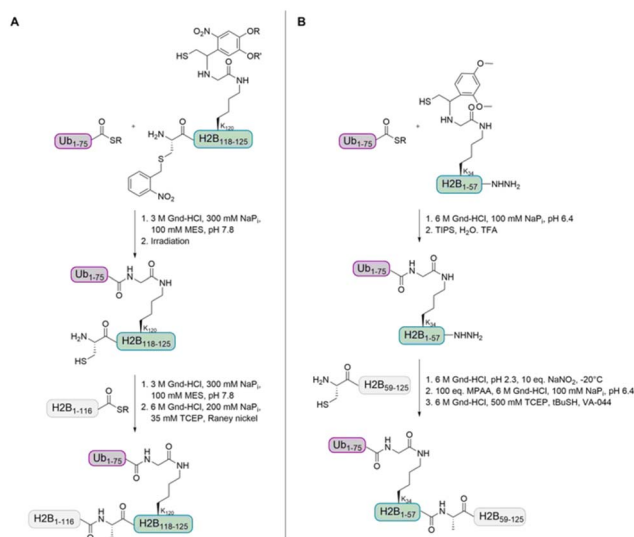 A
O₂N
OR
OR'
HS
HN
O
NH
Ub₁₋₇₅
O
SR
+
H₂N
O
K₁₂₀
H2B₁₁₈₋₁₂₅
S
NO₂
1. 3 M Gnd-HCl, 300 mM NaPᵢ,
100 mM MES, pH 7.8
2. Irradiation
Ub₁₋₇₅
H
N
O
O
NH
H₂N
O
K₁₂₀
H2B₁₁₈₋₁₂₅
HS
H2B₁₋₁₁₆
O
SR
1. 3 M Gnd-HCl, 300 mM NaPᵢ,
100 mM MES, pH 7.8
2. 6 M Gnd-HCl, 200 mM NaPᵢ,
35 mM TCEP, Raney nickel
Ub₁₋₇₅
H
N
O
O
NH
K₁₂₀
H2B₁₋₁₁₆
H
N
O
O
H2B₁₁₈₋₁₂₅
B
O
HS
O
HN
O
NH
Ub₁₋₇₅
O
SR
+
K₃₄
H2B₁₋₅₇
NHNH₂
1. 6 M Gnd-HCl, 100 mM NaPᵢ, pH 6.4
2. TIPS, H₂O. TFA
Ub₁₋₇₅
H
N
O
O
NH
K₃₄
H2B₁₋₅₇
NHNH₂
H₂N
O
H2B₅₉₋₁₂₅
HS
1. 6 M Gnd-HCl, pH 2.3, 10 eq. NaNO₂, -20°C
2. 100 eq. MPAA, 6 M Gnd-HCl, 100 mM NaPᵢ, pH 6.4
3. 6 M Gnd-HCl, 500 mM TCEP, tBuSH, VA-044
Ub₁₋₇₅
H
N
O
O
NH
K₃₄
H2B₁₋₅₇
H
N
O
O
H2B₅₉₋₁₂₅